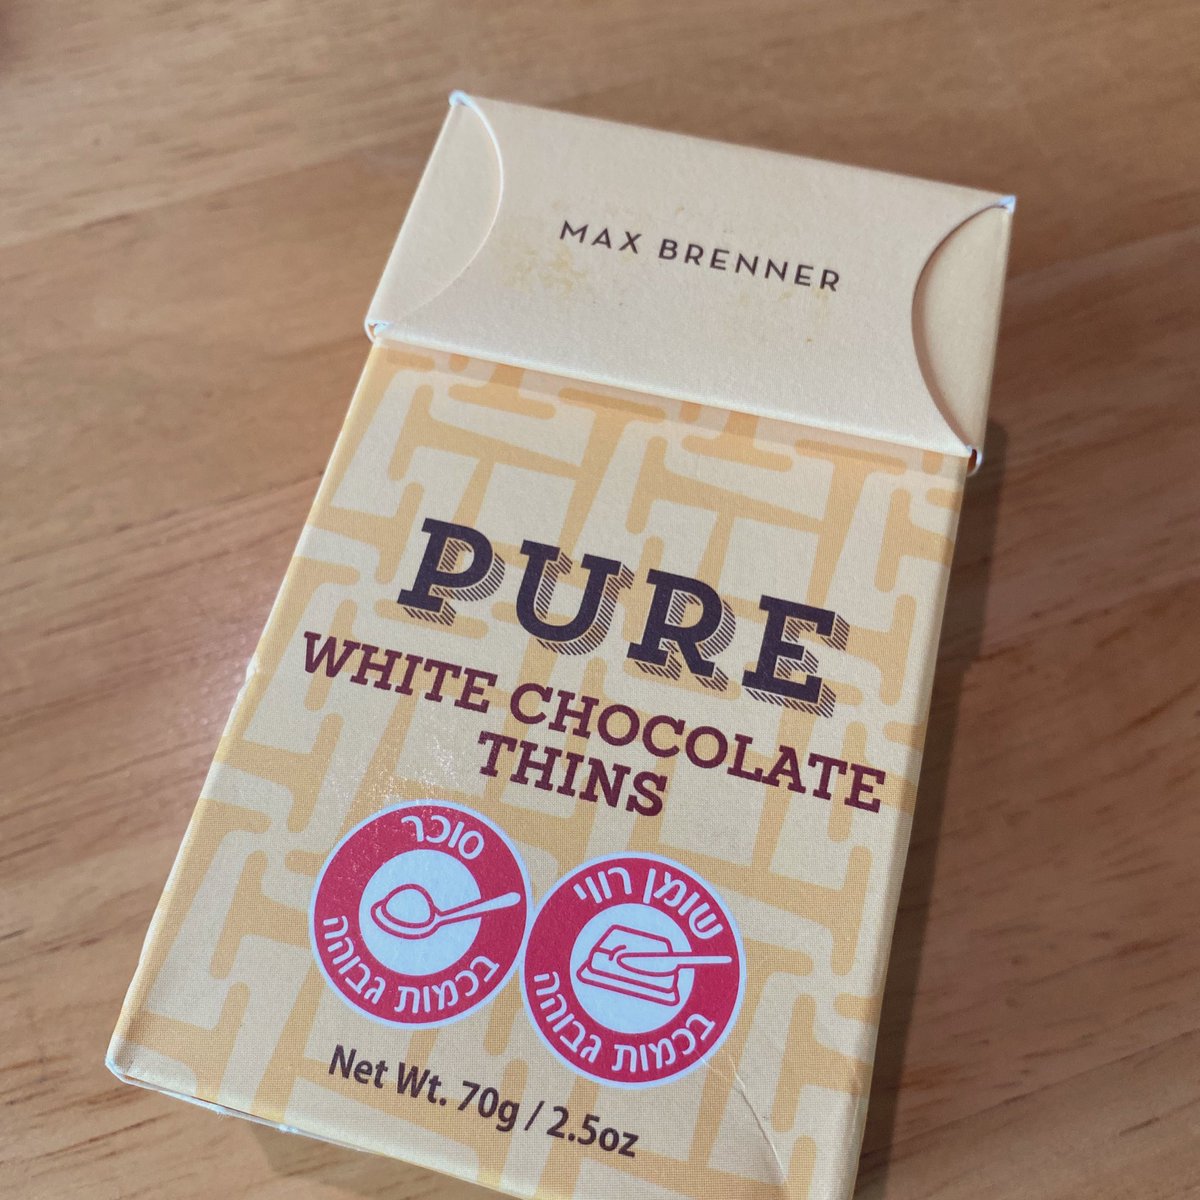 MAX BRENNER
PURE
WHITE CHOCOLATE
THINS
סוכר
בכמות גבוהה
שומן רווי
בכמות גבוהה
Net Wt. 70g / 2.5oz